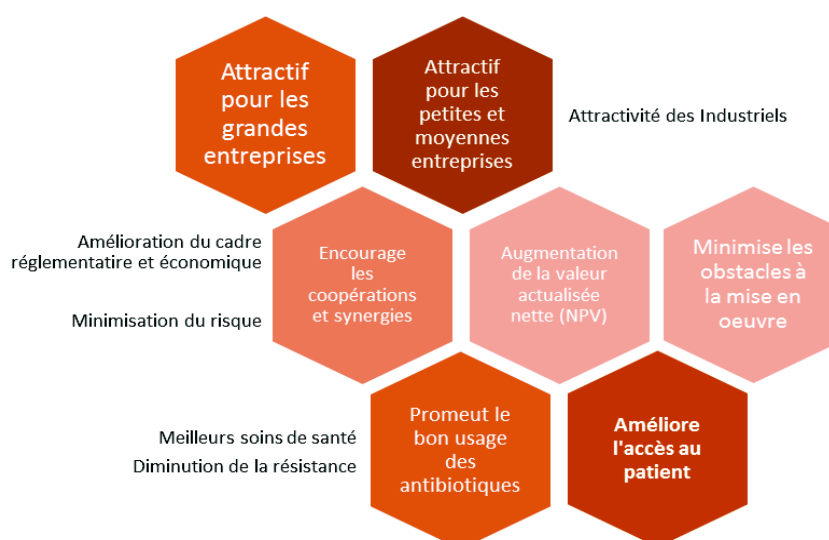 Attractif
pour les
grandes
entreprises
Attractif
pour les
petites et
moyennes
entreprises
Attractivité des Industriels
Amélioration du cadre
réglementatire et économique
Minimisation du risque
Encourage
les
coopérations
et synergies
Augmentation
de la valeur
actualisée
nette (NPV)
Minimise les
obstacles à
la mise en
oeuvre
Meilleurs soins de santé
Diminution de la résistance
Promeut le
bon usage
des
antibiotiques
Améliore
l'accès au
patient